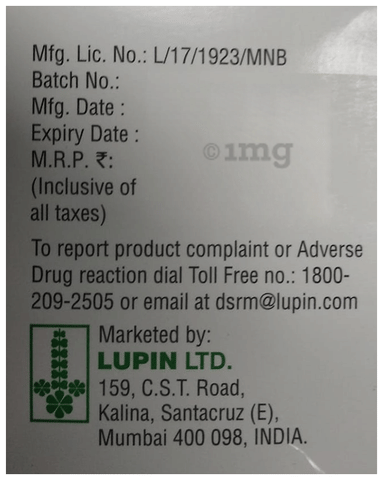 Mfg. Lic. No.: L/17/1923/MNB
Batch No.:
Mfg. Date :
Expiry Date :
©1mg
M.R.P. ₹:
(Inclusive of
all taxes)
To report product complaint or Adverse
Drug reaction dial Toll Free no.: 1800-
209-2505 or email at dsrm@lupin.com
Marketed by:
LUPIN LTD.
159, C.S.T. Road,
Kalina, Santacruz (E),
Mumbai 400 098, INDIA.